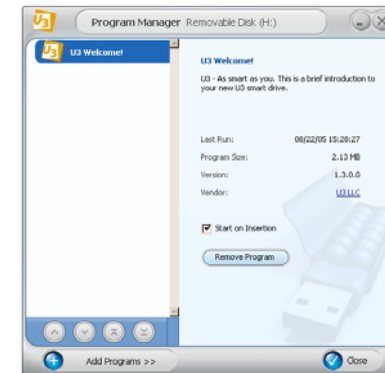 U3
Program Manager Removable Disk (H:)
U3
U3 Welcome!
U3 Welcome!
U3 - As smart as you. This is a brief introduction to
your new U3 smart drive.
Last Run: 08/22/05 15:28:27
Program Size: 2.13 MB
Version: 1.3.0.0
Vendor: U3 LLC
Start on Insertion
Remove Program
Add Programs >>
Close